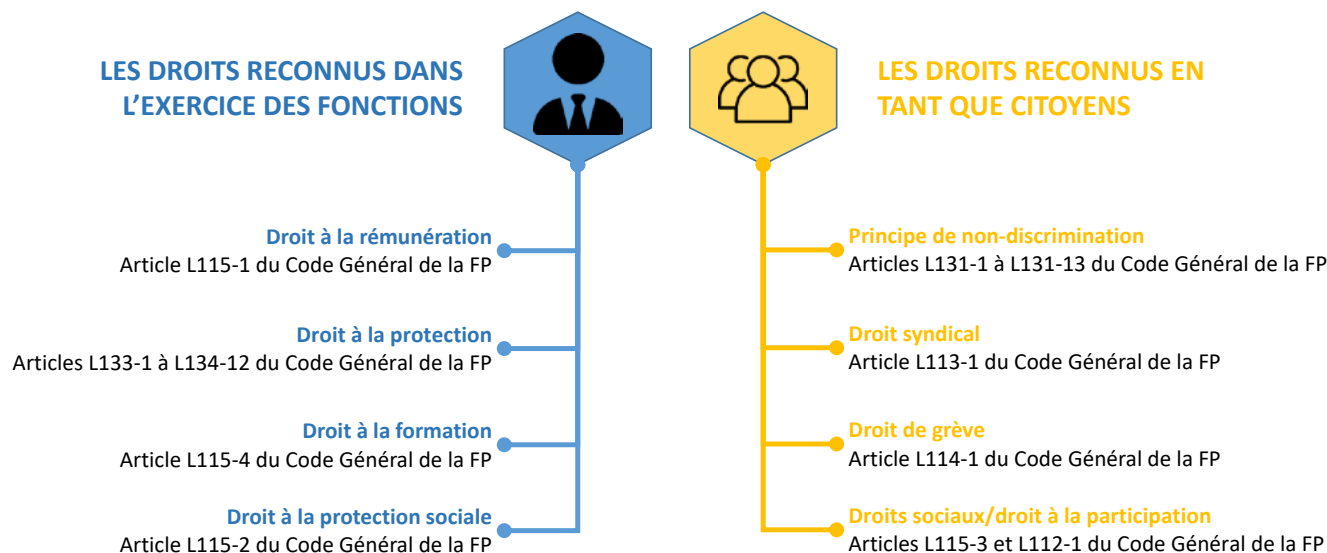 LES DROITS RECONNUS DANS
L’EXERCICE DES FONCTIONS
Droit à la rémunération
Article L115-1 du Code Général de la FP
Droit à la protection
Articles L133-1 à L134-12 du Code Général de la FP
Droit à la formation
Article L115-4 du Code Général de la FP
Droit à la protection sociale
Article L115-2 du Code Général de la FP
LES DROITS RECONNUS EN
TANT QUE CITOYENS
Principe de non-discrimination
Articles L131-1 à L131-13 du Code Général de la FP
Droit syndical
Article L113-1 du Code Général de la FP
Droit de grève
Article L114-1 du Code Général de la FP
Droits sociaux/droit à la participation
Articles L115-3 et L112-1 du Code Général de la FP